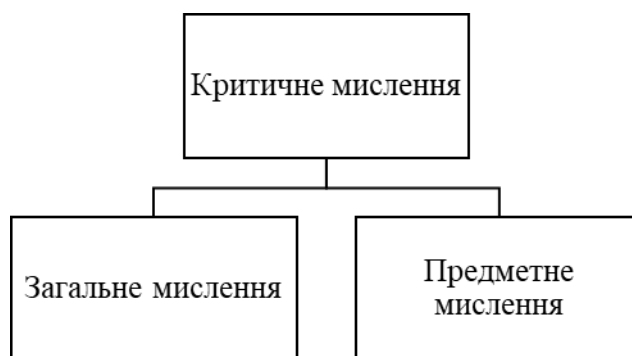 Критичне мислення
Загальне мислення
Предметне
мислення